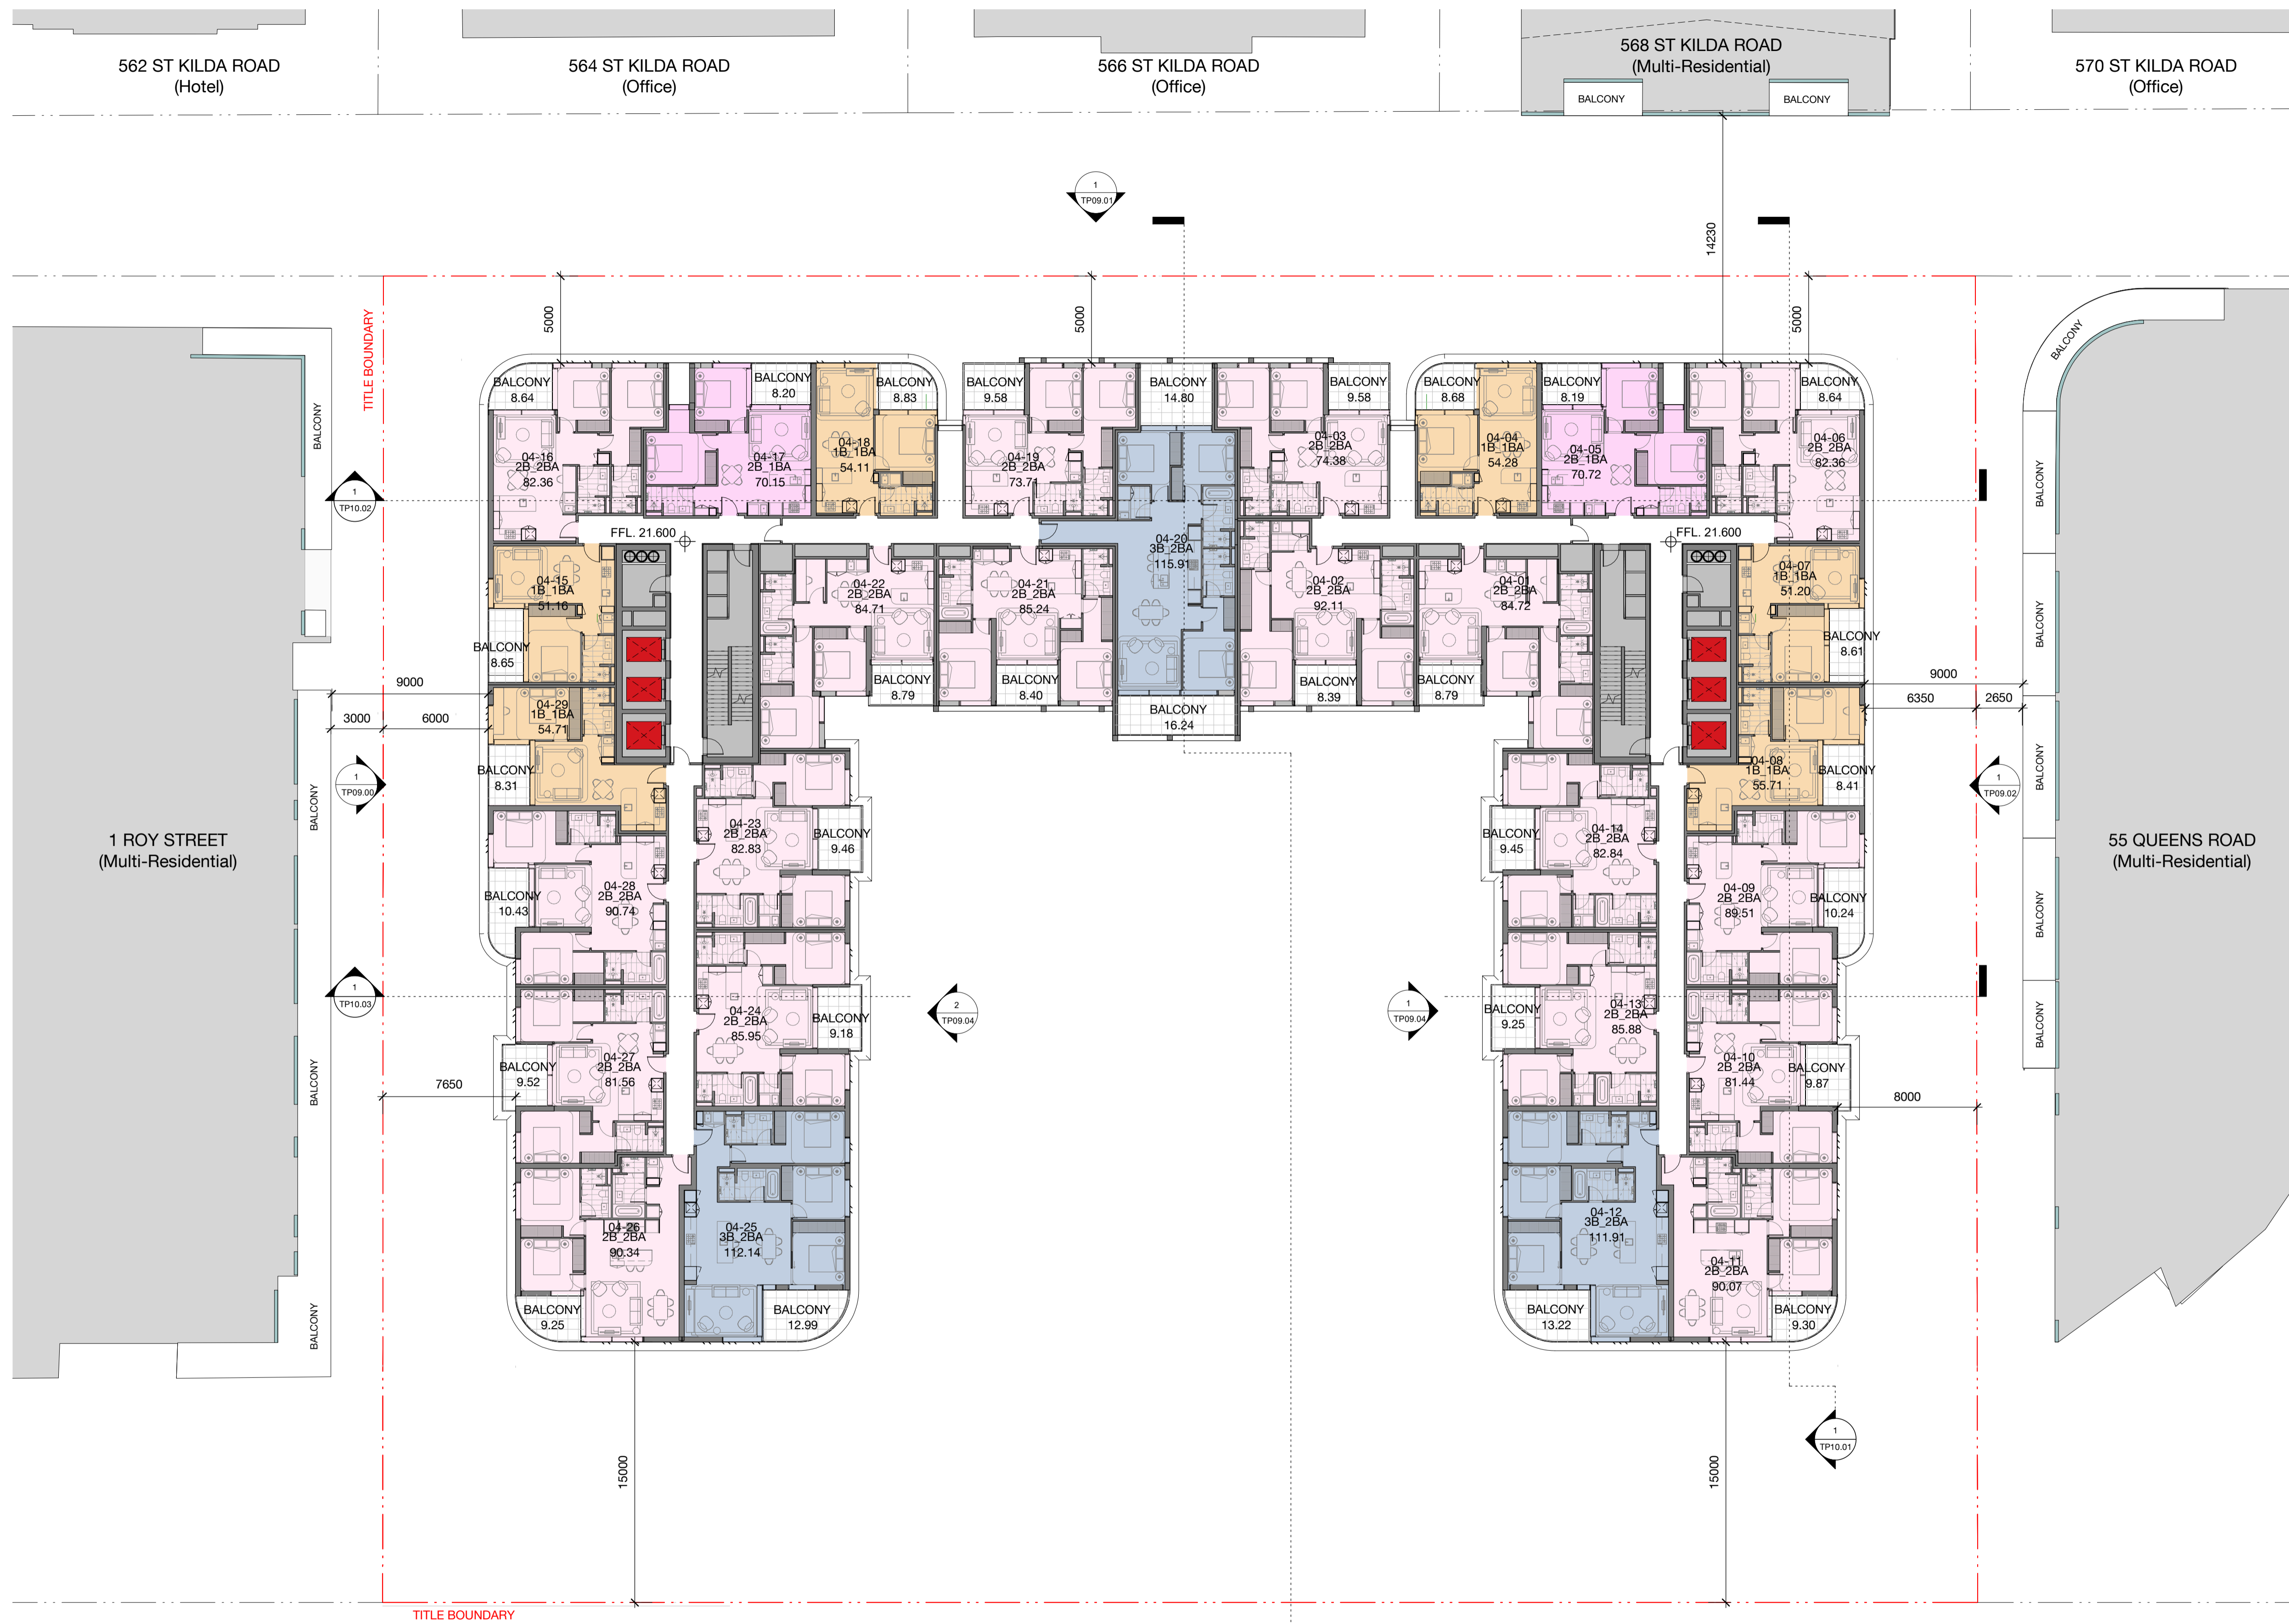 562 ST KILDA ROAD
(Hotel)
564 ST KILDA ROAD
(Office)
566 ST KILDA ROAD
(Office)
568 ST KILDA ROAD
(Multi-Residential)
BALCONY
BALCONY
570 ST KILDA ROAD
(Office)
1
TP09.01
14230
TITLE BOUNDARY
5000
5000
5000
BALCONY
BALCONY
BALCONY
8.64
BALCONY
8.20
BALCONY
8.83
BALCONY
9.58
BALCONY
14.80
BALCONY
9.58
BALCONY
8.68
BALCONY
8.19
BALCONY
8.64
04-16
2B_2BA
82.36
04-17
2B_1BA
70.15
04-18
1B_1BA
54.11
04-19
2B_2BA
73.71
04-03
2B_2BA
74.38
04-04
1B_1BA
54.28
04-05
2B_1BA
70.72
04-06
2B_2BA
82.36
BALCONY
1
TP10.02
FFL. 21.600
FFL. 21.600
04-20
3B_2BA
115.91
04-15
1B_1BA
51.16
04-22
2B_2BA
84.71
04-21
2B_2BA
85.24
04-02
2B_2BA
92.11
04-01
2B_2BA
84.72
04-07
1B_1BA
51.20
BALCONY
BALCONY
8.65
BALCONY
8.79
BALCONY
8.40
BALCONY
16.24
BALCONY
8.39
BALCONY
8.79
BALCONY
8.61
9000
3000
6000
9000
6350
2650
04-29
1B_1BA
54.71
BALCONY
8.31
04-08
1B_1BA
55.71
BALCONY
8.41
BALCONY
1
TP09.00
1
TP09.02
BALCONY
1 ROY STREET
(Multi-Residential)
55 QUEENS ROAD
(Multi-Residential)
04-23
2B_2BA
82.83
BALCONY
9.46
BALCONY
9.45
04-14
2B_2BA
82.84
04-28
2B_2BA
90.74
BALCONY
10.43
04-09
2B_2BA
89.51
BALCONY
10.24
BALCONY
1
TP10.03
04-24
2B_2BA
85.95
BALCONY
9.18
2
TP09.04
1
TP09.04
BALCONY
9.25
04-13
2B_2BA
85.88
BALCONY
04-27
2B_2BA
81.56
BALCONY
9.52
04-10
2B_2BA
81.44
BALCONY
9.87
BALCONY
7650
8000
04-26
2B_2BA
90.34
04-25
3B_2BA
112.14
04-12
3B_2BA
111.91
04-11
2B_2BA
90.07
BALCONY
9.25
BALCONY
12.99
BALCONY
13.22
BALCONY
9.30
BALCONY
1
TP10.01
15000
15000
TITLE BOUNDARY